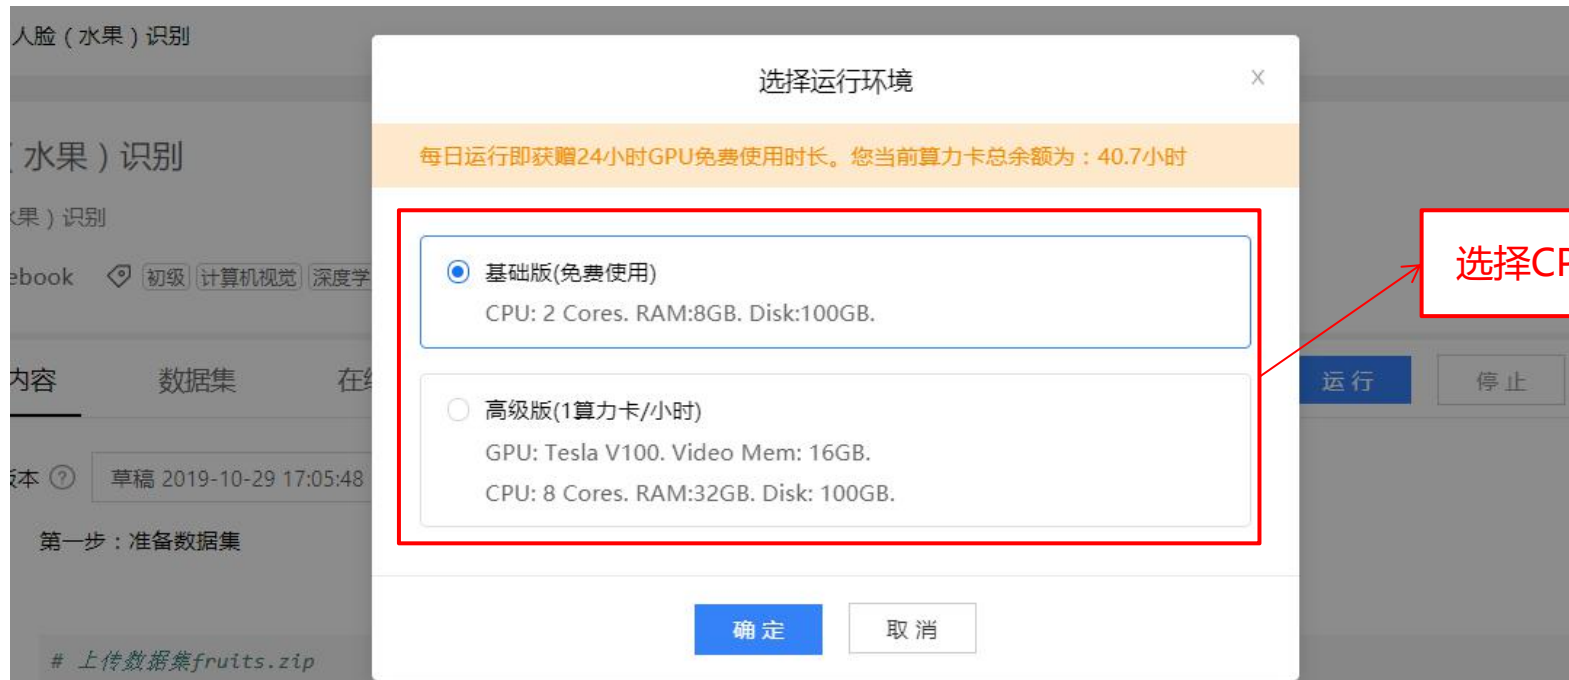 人脸（水果）识别
选择运行环境
X
水果）识别
每日运行即获赠24小时GPU免费使用时长。您当前算力卡总余额为：40.7小时
果）识别
ebook 初级 计算机视觉 深度学
基础版(免费使用)
CPU: 2 Cores. RAM:8GB. Disk:100GB.
选择CP
内容 数据集 在线
运行 停止
高级版(1算力卡/小时)
GPU: Tesla V100. Video Mem: 16GB.
CPU: 8 Cores. RAM:32GB. Disk: 100GB.
本 ? 草稿 2019-10-29 17:05:48
第一步：准备数据集
确定 取消
# 上传数据集fruits.zip